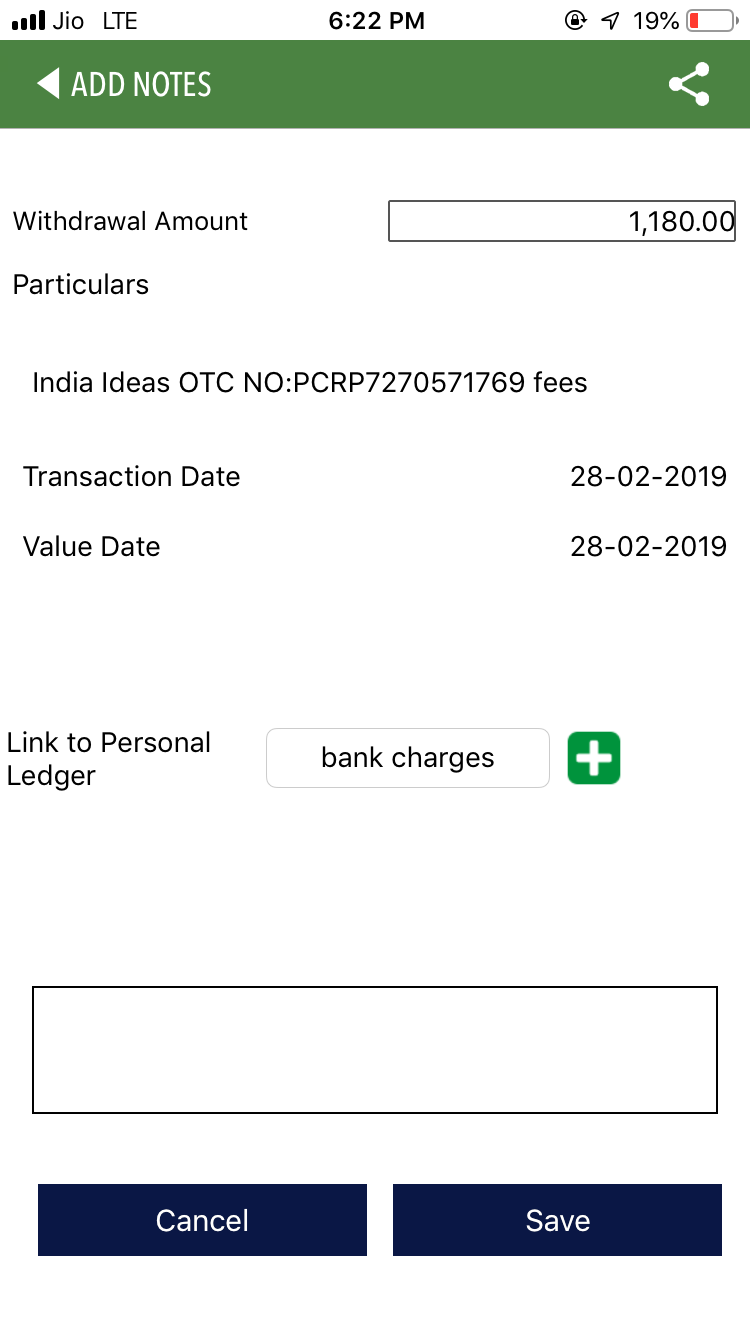 Jio LTE 6:22 PM 19%
ADD NOTES
Withdrawal Amount 1,180.00
Particulars
India Ideas OTC NO:PCRP7270571769 fees
Transaction Date 28-02-2019
Value Date 28-02-2019
Link to Personal
Ledger
bank charges
Cancel Save